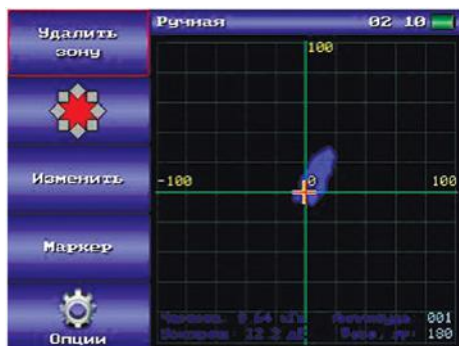 Удалить
зону
Изменить
Маркер
Опции
Ручная 02 10
100
-100 0 100
001
180